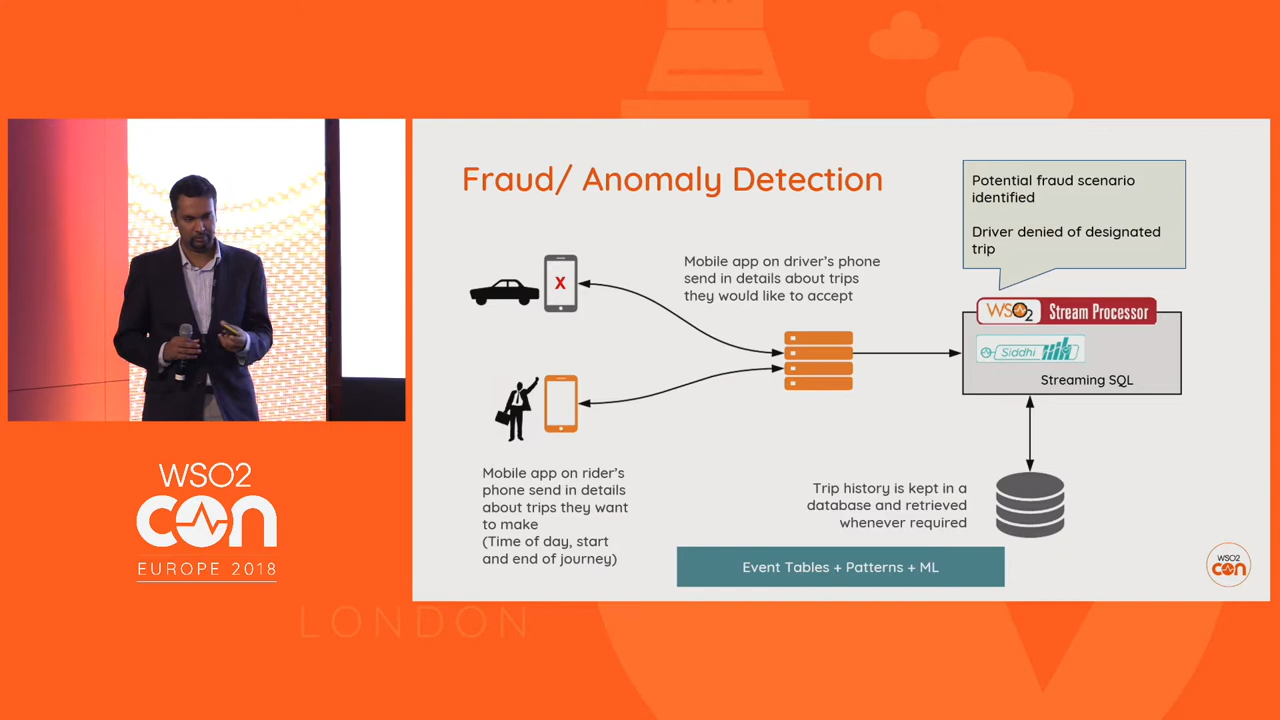 Fraud/ Anomaly Detection
Potential fraud scenario
identified
Driver denied of designated
trip
Mobile app on driver's phone
send in details about trips
they would like to accept
X
WSO2 Stream Processor
Siddhi
Streaming SQL
Mobile app on rider's
phone send in details
about trips they want
to make
(Time of day, start
and end of journey)
Trip history is kept in a
database and retrieved
whenever required
Event Tables + Patterns + ML
WSO2
CON
WSO2
CON
EUROPE 2018
LONDON